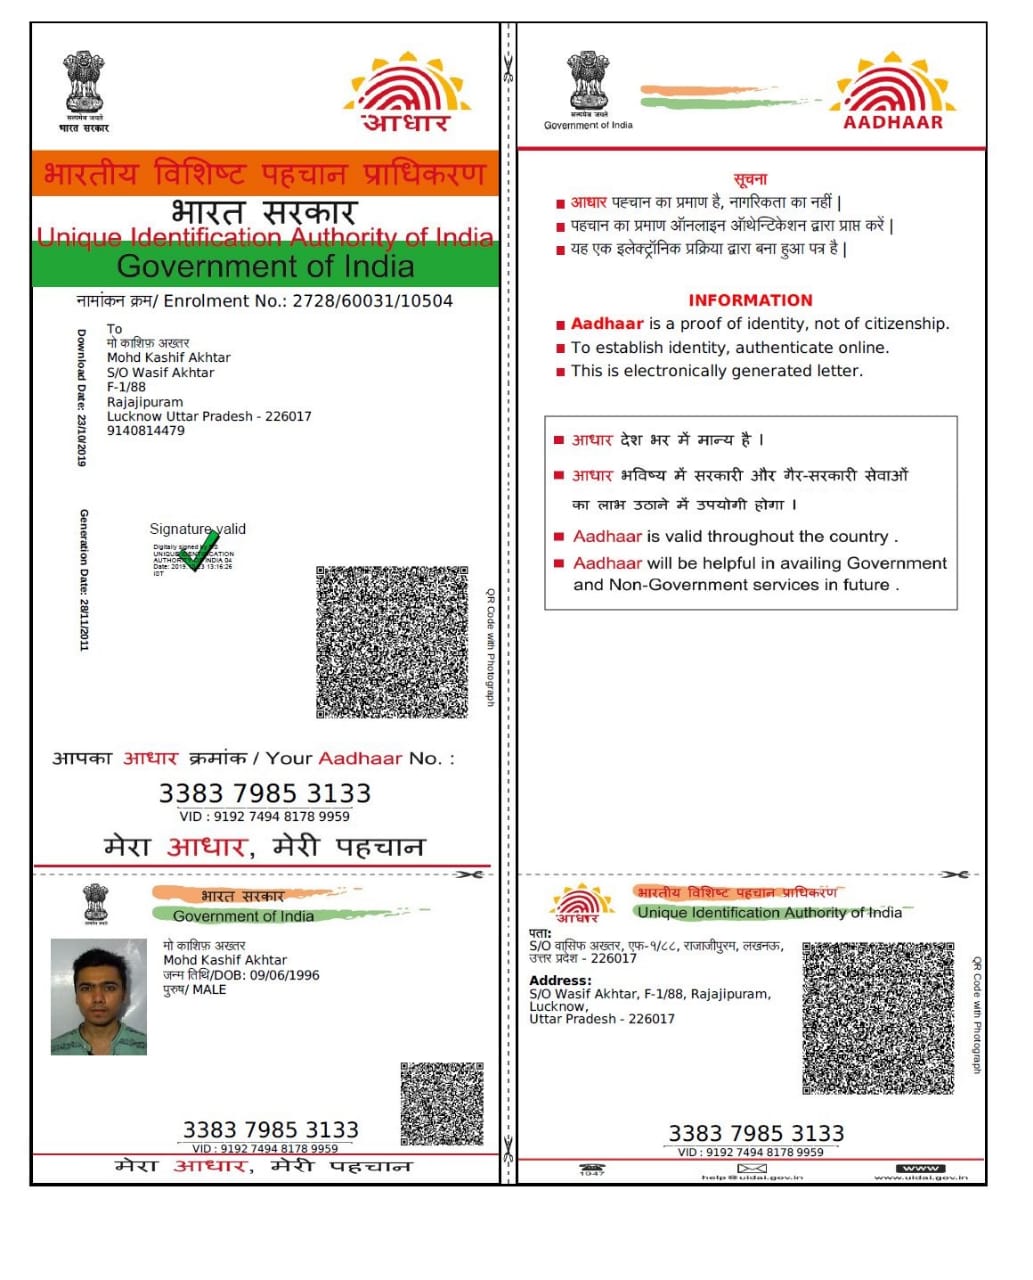 सत्यमेव जयते
भारत सरकार
आधार
भारतीय विशिष्ट पहचान प्राधिकरण
भारत सरकार
Unique Identification Authority of India
Government of India
नामांकन क्रम/ Enrolment No.: 2728/60031/10504
Download Date: 23/10/2019
To
मो काशिफ़ अख्तर
Mohd Kashif Akhtar
S/O Wasif Akhtar
F-1/88
Rajajipuram
Lucknow Uttar Pradesh - 226017
9140814479
Generation Date: 28/11/2011
Signature valid
Digitally signed by
UNIQUE IDENTIFICATION
AUTHORITY OF INDIA 04
Date: 2019 13:16:26
IST
QR Code with Photograph
आपका आधार क्रमांक / Your Aadhaar No. :
3383 7985 3133
VID : 9192 7494 8178 9959
मेरा आधार, मेरी पहचान
भारत सरकार
Government of India
मो काशिफ़ अख्तर
Mohd Kashif Akhtar
जन्म तिथि/DOB: 09/06/1996
पुरुष/ MALE
3383 7985 3133
VID : 9192 7494 8178 9959
मेरा आधार, मेरी पहचान
सत्यमेव जयते
Government of India
AADHAAR
सूचना
आधार पहचान का प्रमाण है, नागरिकता का नहीं |
पहचान का प्रमाण ऑनलाइन ऑथेन्टिकेशन द्वारा प्राप्त करें |
यह एक इलेक्ट्रॉनिक प्रक्रिया द्वारा बना हुआ पत्र है |
INFORMATION
Aadhaar is a proof of identity, not of citizenship.
To establish identity, authenticate online.
This is electronically generated letter.
आधार देश भर में मान्य है ।
आधार भविष्य में सरकारी और गैर-सरकारी सेवाओं
का लाभ उठाने में उपयोगी होगा ।
Aadhaar is valid throughout the country .
Aadhaar will be helpful in availing Government
and Non-Government services in future .
आधार
भारतीय विशिष्ट पहचान प्राधिकरण
Unique Identification Authority of India
पता:
S/O वासिफ अख्तर, एफ-१/८८, राजाजीपुरम, लखनऊ,
उत्तर प्रदेश - 226017
Address:
S/O Wasif Akhtar, F-1/88, Rajajipuram,
Lucknow,
Uttar Pradesh - 226017
QR Code with Photograph
3383 7985 3133
VID : 9192 7494 8178 9959
1947
help@uidai.gov.in
www
www.uidai.gov.in